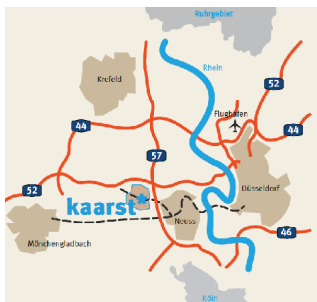 Ruhrgebiet
Rhein
Krefeld
52
Flughafen
44
44
57
52
kaarst*
Düsseldorf
Neuss
Mönchengladbach
46
Köln